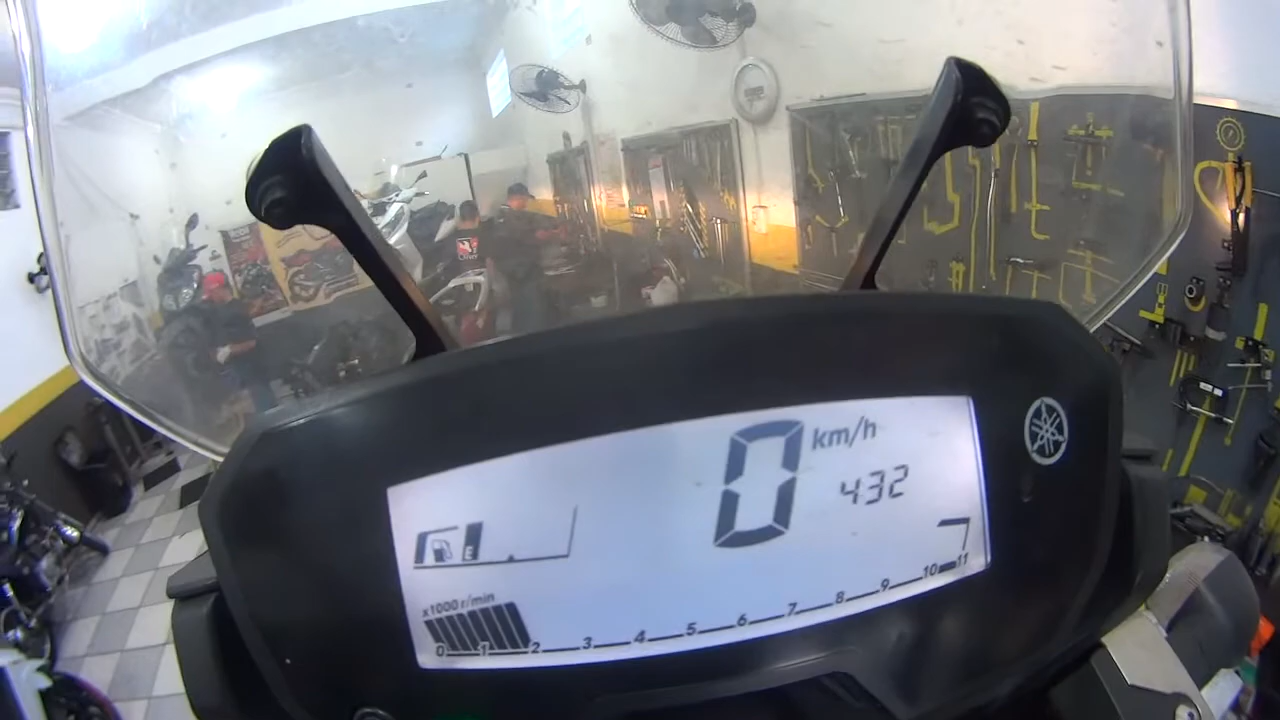 0 km/h
432
E
x1000 r/min
0 1 2 3 4 5 6 7 8 9 10 11